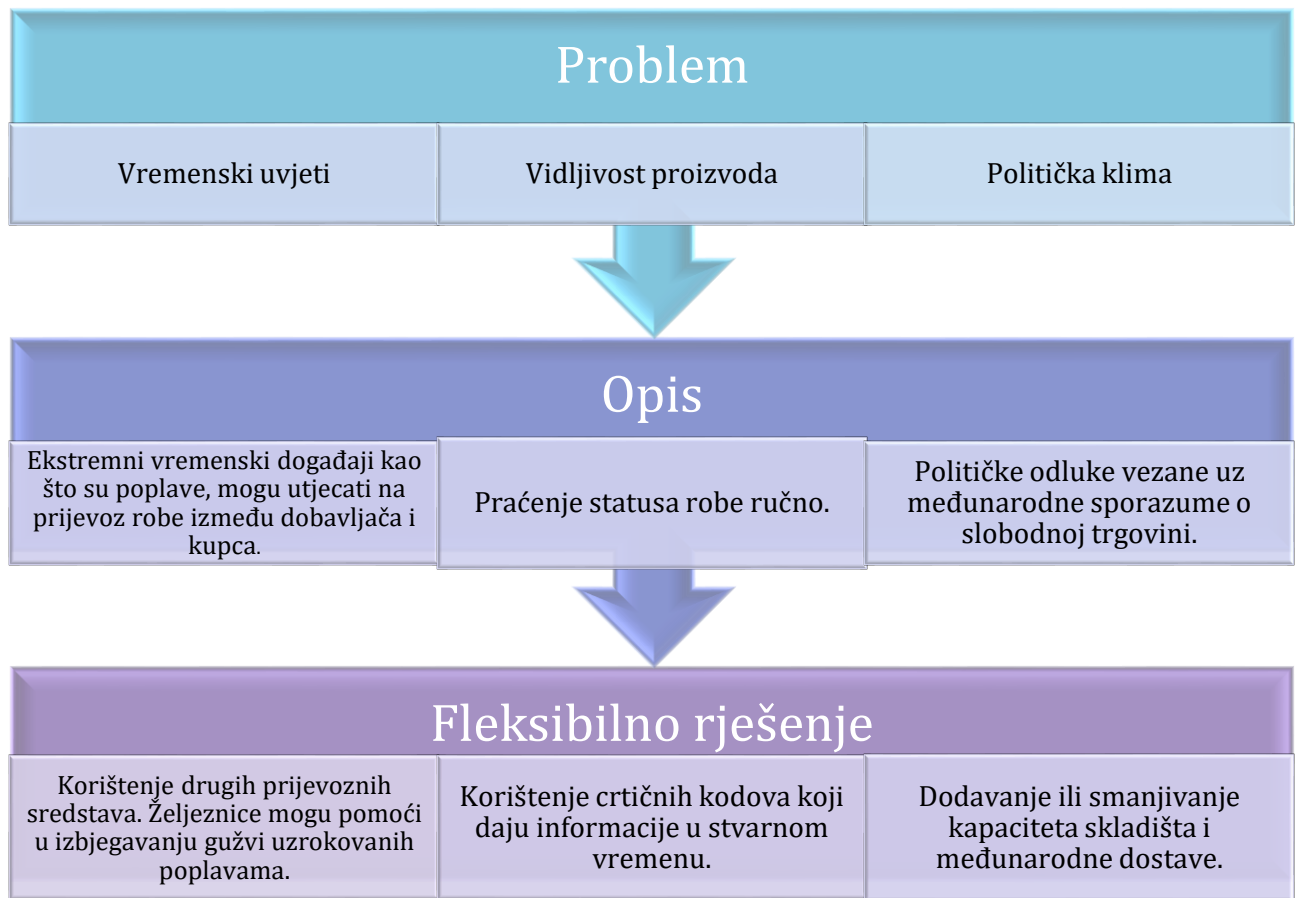 Problem
Vremenski uvjeti
Vidljivost proizvoda
Politička klima
Opis
Ekstremni vremenski događaji kao
što su poplave, mogu utjecati na
prijevoz robe između dobavljača i
kupca.
Praćenje statusa robe ručno.
Političke odluke vezane uz
međunarodne sporazume o
slobodnoj trgovini.
Fleksibilno rješenje
Korištenje drugih prijevoznih
sredstava. Željeznice mogu pomoći
u izbjegavanju gužvi uzrokovanih
poplavama.
Korištenje crtičnih kodova koji
daju informacije u stvarnom
vremenu.
Dodavanje ili smanjivanje
kapaciteta skladišta i
međunarodne dostave.